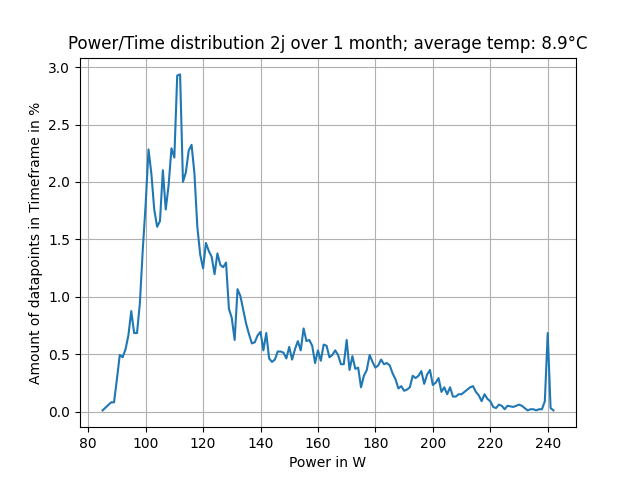 Power/Time distribution 2j over 1 month; average temp: 8.9°C
Amount of datapoints in Timeframe in %
3.0
2.5
2.0
1.5
1.0
0.5
0.0
80 100 120 140 160 180 200 220 240
Power in W